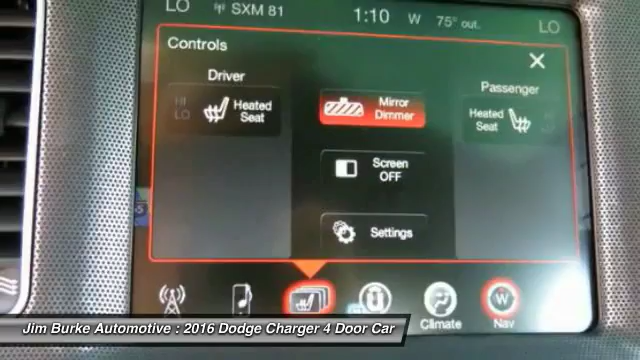 LO SXM 81 1:10 W 75° out. LO
Controls
Driver
Passenger
HI
LO
Heated
Seat
Mirror
Dimmer
Heated
Seat
Screen
OFF
Settings
Climate
W
Nav
Jim Burke Automotive : 2016 Dodge Charger 4 Door Car